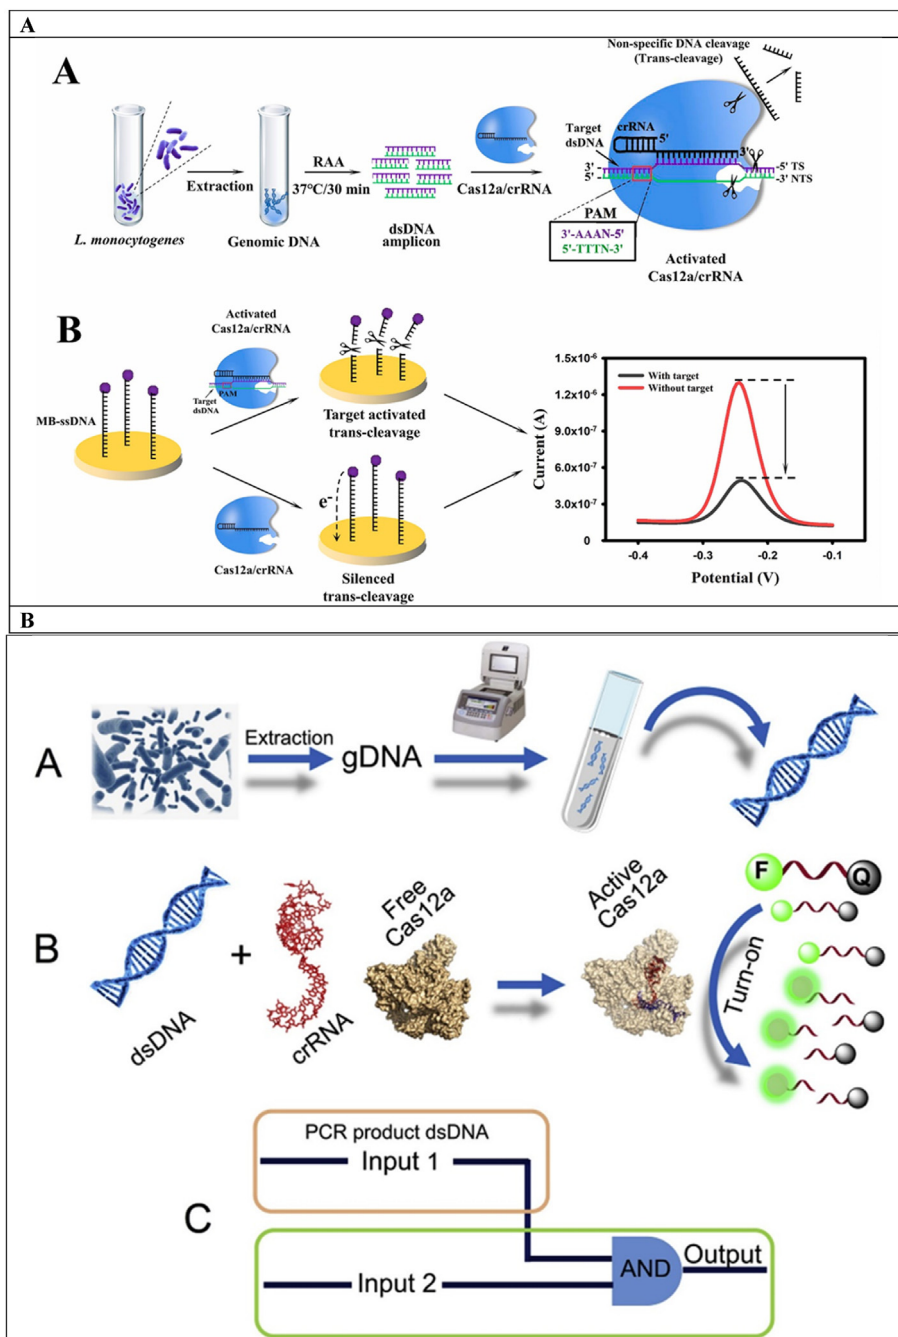 A
A
Non-specific DNA cleavage
(Trans-cleavage)
Target
dsDNA
crRNA
5'
3'
3'
5'
-5' TS
-3' NTS
Extraction
RAA
37°C/30 min
Cas12a/crRNA
L. monocytogenes
Genomic DNA
dsDNA
amplicon
PAM
3'-AAAN-5'
5'-TTTN-3'
Activated
Cas12a/crRNA
B
Activated
Cas12a/crRNA
PAM
Target
dsDNA
MB-ssDNA
Target activated
trans-cleavage
e-
Cas12a/crRNA
Silenced
trans-cleavage
With target
Without target
Current (A)
1.5x10-6
1.2x10-6
9.0x10-7
6.0x10-7
3.0x10-7
0
-0.4
-0.3
-0.2
-0.1
Potential (V)
B
A
Extraction
gDNA
B
dsDNA
+
crRNA
Free
Cas12a
Active
Cas12a
F
Q
Turn-on
C
PCR product dsDNA
Input 1
Input 2
AND
Output